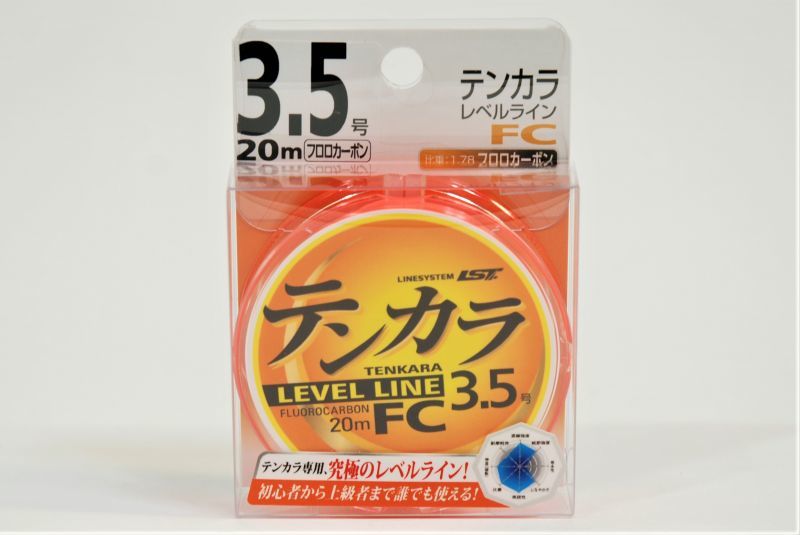 3.5号
20m フロロカーボン
テンカラ
レベルライン
FC
比重:1.78 フロロカーボン
LINESYSTEM LST
テンカラ
TENKARA
LEVEL LINE
3.5号
FLUOROCARBON
20m FC
テンカラ専用、究極のレベルライン!
初心者から上級者まで誰でも使える!
直線強度